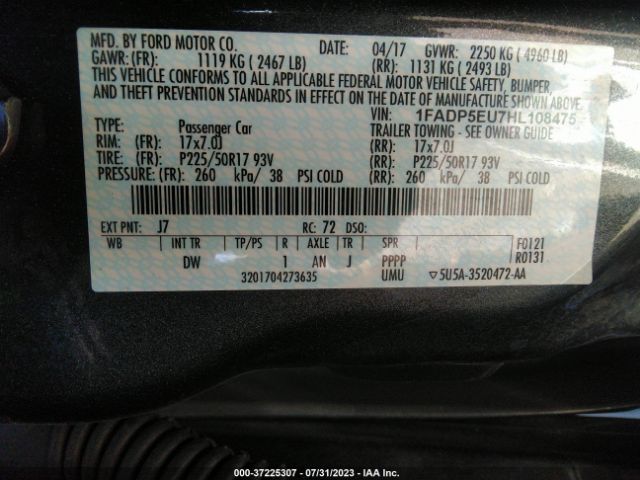 MFD. BY FORD MOTOR CO. DATE: 04/17 GVWR: 2250 KG ( 4960 LB)
GAWR: (FR): 1119 KG ( 2467 LB) (RR): 1131 KG ( 2493 LB)
THIS VEHICLE CONFORMS TO ALL APPLICABLE FEDERAL MOTOR VEHICLE SAFETY, BUMPER,
AND THEFT PREVENTION STANDARDS IN EFFECT ON THE DATE OF MANUFACTURE SHOWN ABOVE.
VIN: 1FADP5EU7HL108475
TYPE: Passenger Car TRAILER TOWING - SEE OWNER GUIDE
RIM: (FR): 17x7.0J (RR): 17x7.0J
TIRE: (FR): P225/50R17 93V (RR): P225/50R17 93V
PRESSURE: (FR): 260 kPa/ 38 PSI COLD (RR): 260 kPa/ 38 PSI COLD
EXT PNT: J7 RC: 72 DSO:
WB INT TR TP/PS R AXLE TR SPR F0121
DW 1 AN J PPPP R0131
3201704273635 UMU ▽5U5A-3520472-AA
000-37225307 - 07/31/2023 - IAA Inc.